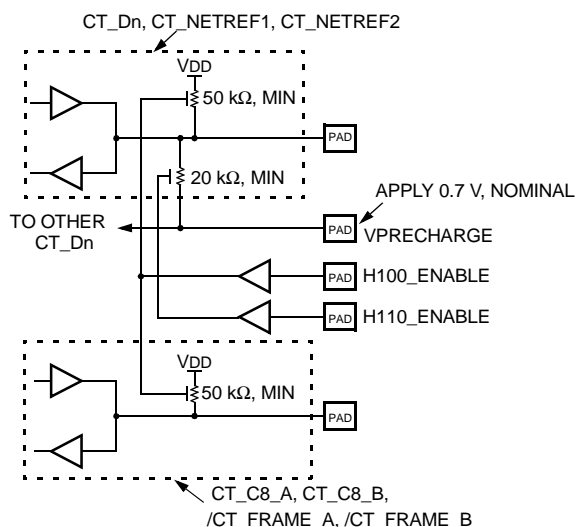 CT_Dn, CT_NETREF1, CT_NETREF2
VDD
50 kΩ, MIN
PAD
20 kΩ, MIN
APPLY 0.7 V, NOMINAL
TO OTHER
CT_Dn
PAD
VPRECHARGE
PAD
H100_ENABLE
PAD
H110_ENABLE
VDD
50 kΩ, MIN
PAD
CT_C8_A, CT_C8_B,
/CT_FRAME_A, /CT_FRAME_B